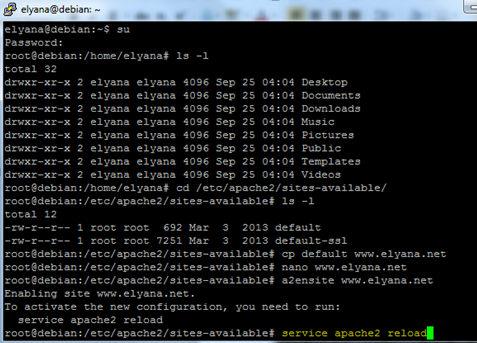 elyana@debian: ~
elyana@debian:~$ su
Password:
root@debian:/home/elyana# ls -l
total 32
drwxr-xr-x 2 elyana elyana 4096 Sep 25 04:04 Desktop
drwxr-xr-x 2 elyana elyana 4096 Sep 25 04:04 Documents
drwxr-xr-x 2 elyana elyana 4096 Sep 25 04:04 Downloads
drwxr-xr-x 2 elyana elyana 4096 Sep 25 04:04 Music
drwxr-xr-x 2 elyana elyana 4096 Sep 25 04:04 Pictures
drwxr-xr-x 2 elyana elyana 4096 Sep 25 04:04 Public
drwxr-xr-x 2 elyana elyana 4096 Sep 25 04:04 Templates
drwxr-xr-x 2 elyana elyana 4096 Sep 25 04:04 Videos
root@debian:/home/elyana# cd /etc/apache2/sites-available/
root@debian:/etc/apache2/sites-available# ls -l
total 12
-rw-r--r-- 1 root root  692 Mar  3  2013 default
-rw-r--r-- 1 root root 7251 Mar  3  2013 default-ssl
root@debian:/etc/apache2/sites-available# cp default www.elyana.net
root@debian:/etc/apache2/sites-available# nano www.elyana.net
root@debian:/etc/apache2/sites-available# a2ensite www.elyana.net
Enabling site www.elyana.net.
To activate the new configuration, you need to run:
  service apache2 reload
root@debian:/etc/apache2/sites-available# service apache2 reload